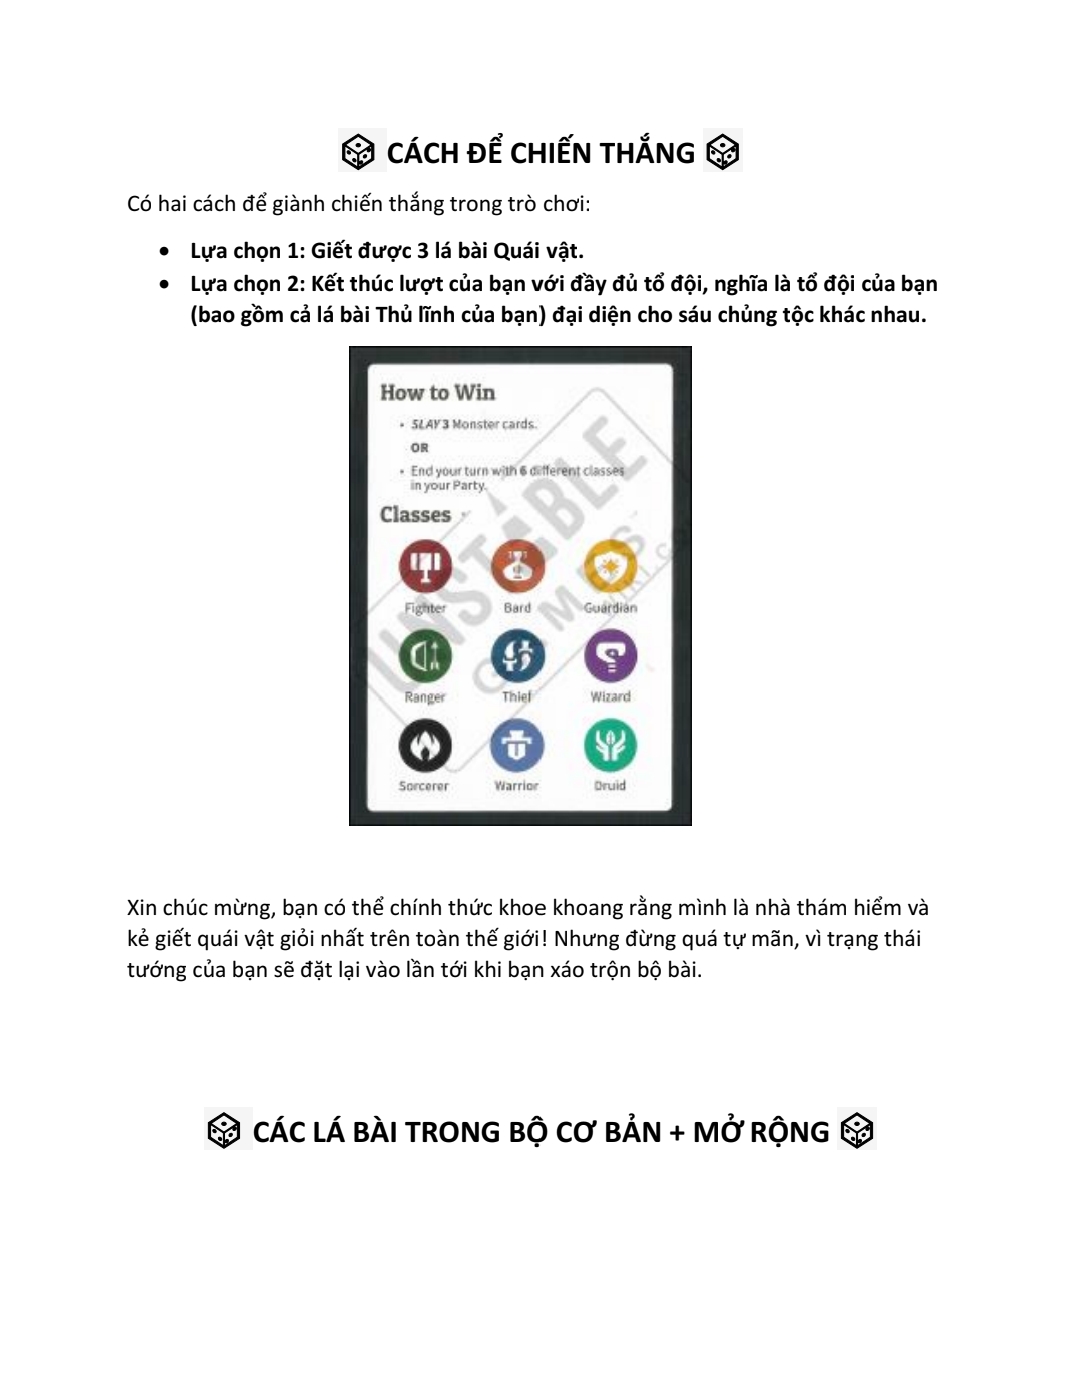 CÁCH ĐỂ CHIẾN THẮNG
Có hai cách để giành chiến thắng trong trò chơi:
• Lựa chọn 1: Giết được 3 lá bài Quái vật.
• Lựa chọn 2: Kết thúc lượt của bạn với đầy đủ tổ đội, nghĩa là tổ đội của bạn
(bao gồm cả lá bài Thủ lĩnh của bạn) đại diện cho sáu chủng tộc khác nhau.
How to Win
• SLAY 3 Monster cards.
OR
• End your turn with 6 different classes
in your Party.
Classes
Fighter Bard Guardian
Ranger Thief Wizard
Sorcerer Warrior Druid
UNSTABLE
GAMES
Xin chúc mừng, bạn có thể chính thức khoe khoang rằng mình là nhà thám hiểm và
kẻ giết quái vật giỏi nhất trên toàn thế giới! Nhưng đừng quá tự mãn, vì trạng thái
tướng của bạn sẽ đặt lại vào lần tới khi bạn xáo trộn bộ bài.
CÁC LÁ BÀI TRONG BỘ CƠ BẢN + MỞ RỘNG